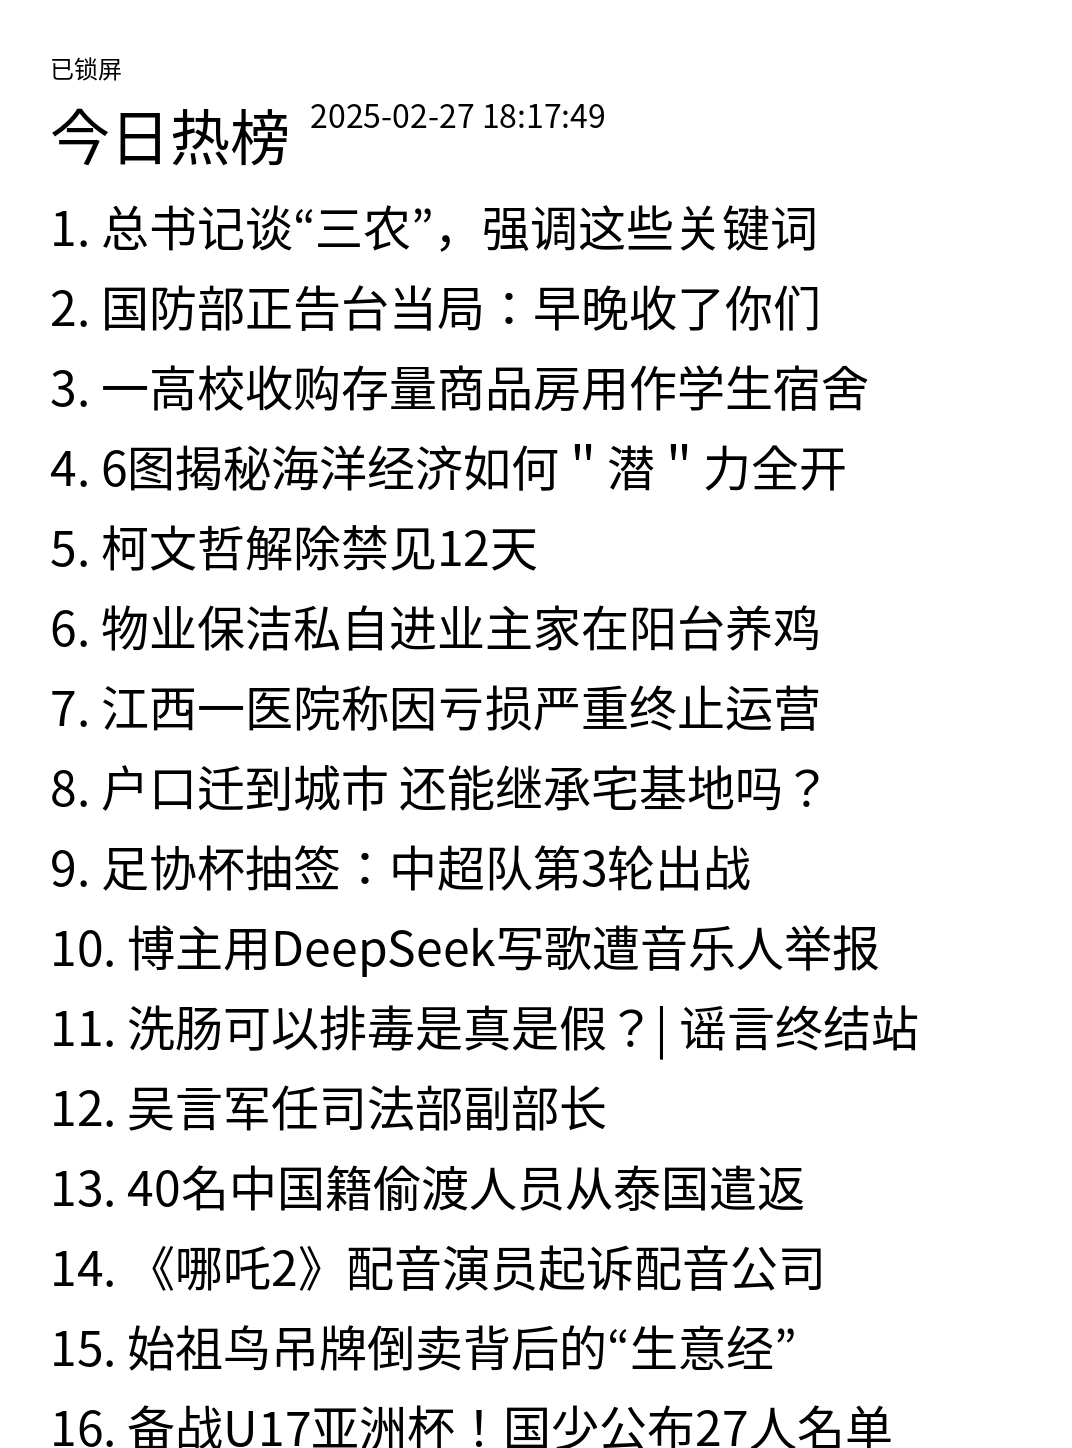 已锁屏
今日热榜 2025-02-27 18:17:49
1. 总书记谈“三农”，强调这些关键词
2. 国防部正告台当局：早晚收了你们
3. 一高校收购存量商品房用作学生宿舍
4. 6图揭秘海洋经济如何＂潜＂力全开
5. 柯文哲解除禁见12天
6. 物业保洁私自进业主家在阳台养鸡
7. 江西一医院称因亏损严重终止运营
8. 户口迁到城市 还能继承宅基地吗？
9. 足协杯抽签：中超队第3轮出战
10. 博主用DeepSeek写歌遭音乐人举报
11. 洗肠可以排毒是真是假？| 谣言终结站
12. 吴言军任司法部副部长
13. 40名中国籍偷渡人员从泰国遣返
14. 《哪吒2》配音演员起诉配音公司
15. 始祖鸟吊牌倒卖背后的“生意经”
16. 备战U17亚洲杯！国少公布27人名单